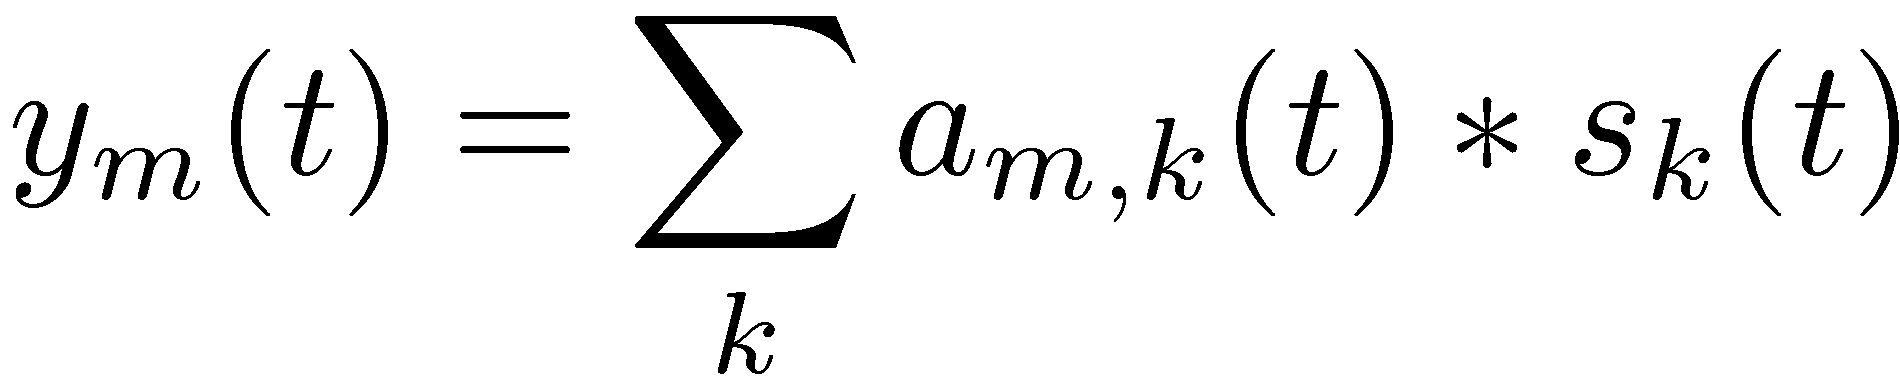 y_m(t) = \sum_k a_{m,k}(t) * s_k(t)